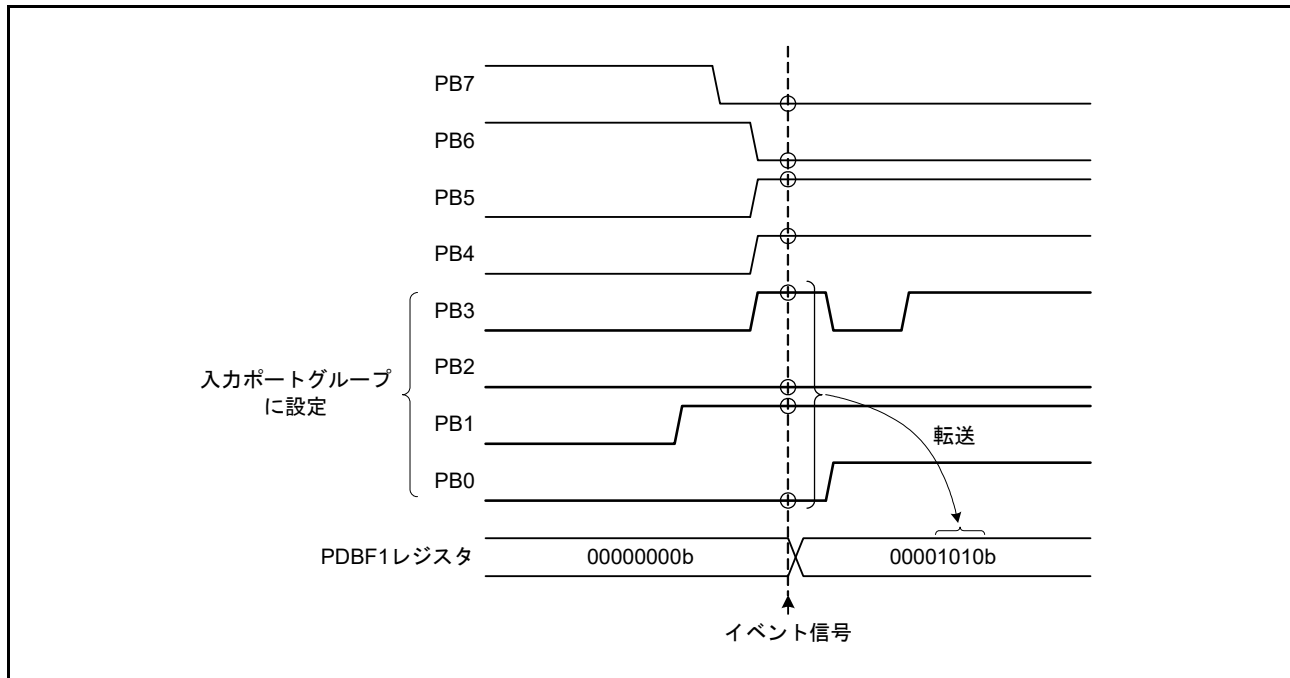 PB7
PB6
PB5
PB4
PB3
PB2
PB1
PB0
入力ポートグループ
に設定
転送
PDBF1レジスタ
00000000b
00001010b
イベント信号